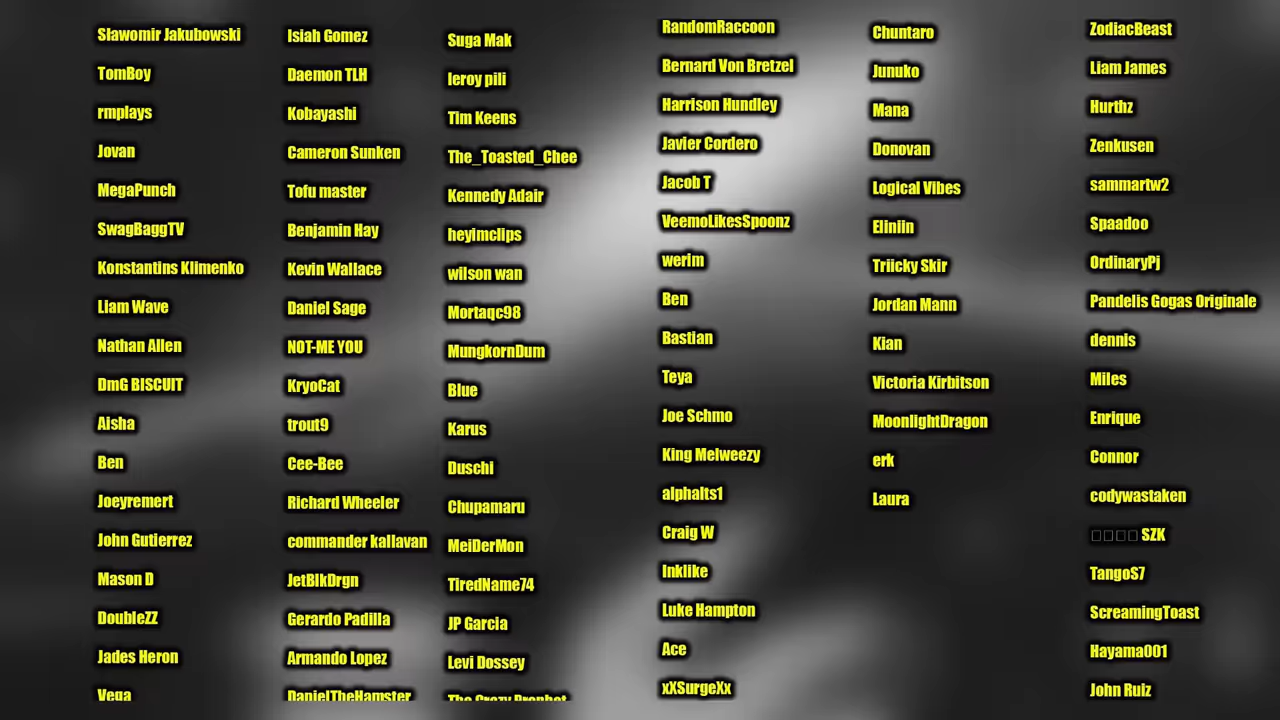 Sławomir Jakubowski
TomBoy
rmplays
Jovan
MegaPunch
SwagBaggTV
Konstantins Klimenko
Liam Wave
Nathan Allen
DmG BISCUIT
Aisha
Ben
Joeyremert
John Gutierrez
Mason D
DoubleZZ
Jades Heron
Vega
Isiah Gomez
Daemon TLH
Kobayashi
Cameron Sunken
Tofu master
Benjamin Hay
Kevin Wallace
Daniel Sage
NOT-ME YOU
KryoCat
trout9
Cee-Bee
Richard Wheeler
commander kallavan
JetBlkDrgn
Gerardo Padilla
Armando Lopez
DanielTheHamster
Suga Mak
leroy pili
Tim Keens
The_Toasted_Chee
Kennedy Adair
heyImclips
wilson wan
Mortaqc98
MungkornDum
Blue
Karus
Duschi
Chupamaru
MeiDerMon
TiredName74
JP Garcia
Levi Dossey
The Crazy Prophet
RandomRaccoon
Bernard Von Bretzel
Harrison Hundley
Javier Cordero
Jacob T
VeemoLikesSpoonz
werim
Ben
Bastian
Teya
Joe Schmo
King Melweezy
alphalts1
Craig W
Inklike
Luke Hampton
Ace
xXSurgeXx
Chuntaro
Junuko
Mana
Donovan
Logical Vibes
Eliniin
Triicky Skir
Jordan Mann
Kian
Victoria Kirbitson
MoonlightDragon
erk
Laura
ZodiacBeast
Liam James
Hurthz
Zenkusen
sammartw2
Spaadoo
OrdinaryPj
Pandelis Gogas Originale
dennis
Miles
Enrique
Connor
codywastaken
SZK
TangoS7
ScreamingToast
Hayama001
John Ruiz